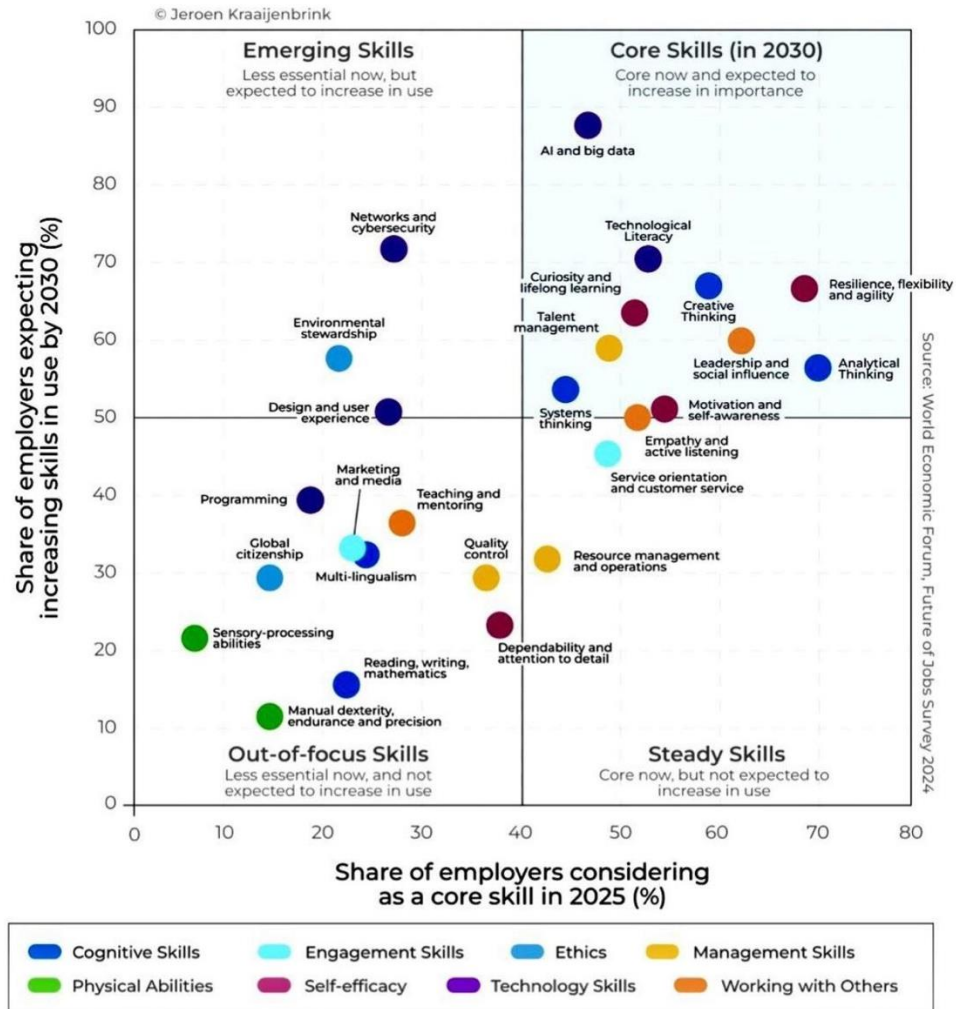 © Jeroen Kraaijenbrink
100
90
80
70
60
50
40
30
20
10
0
Share of employers expecting
increasing skills in use by 2030 (%)
Emerging Skills
Less essential now, but
expected to increase in use
Core Skills (in 2030)
Core now and expected to
increase in importance
AI and big data
Networks and
cybersecurity
Technological
Literacy
Curiosity and
lifelong learning
Creative
Thinking
Resilience, flexibility
and agility
Talent
management
Environmental
stewardship
Leadership and
social influence
Analytical
Thinking
Design and user
experience
Systems
thinking
Motivation and
self-awareness
Empathy and
active listening
Service orientation
and customer service
Marketing
and media
Programming
Teaching and
mentoring
Global
citizenship
Multi-lingualism
Quality
control
Resource management
and operations
Sensory-processing
abilities
Dependability and
attention to detail
Reading, writing,
mathematics
Manual dexterity,
endurance and precision
Out-of-focus Skills
Less essential now, and not
expected to increase in use
Steady Skills
Core now, but not expected to
increase in use
Source: World Economic Forum, Future of Jobs Survey 2024
0 10 20 30 40 50 60 70 80
Share of employers considering
as a core skill in 2025 (%)
Cognitive Skills Engagement Skills Ethics Management Skills
Physical Abilities Self-efficacy Technology Skills Working with Others